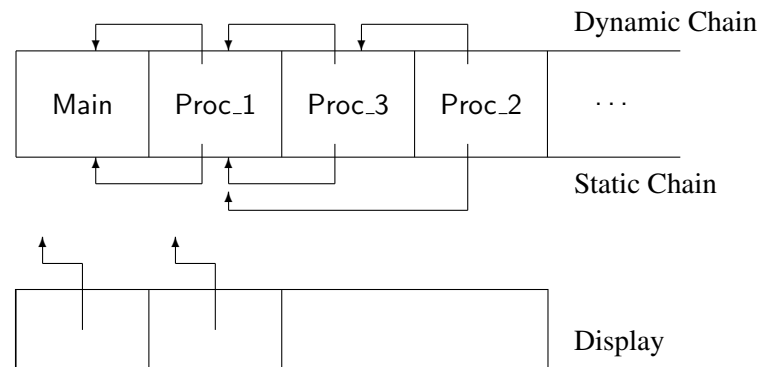 Dynamic Chain
Main Proc_1 Proc_3 Proc_2 ...
Static Chain
Display